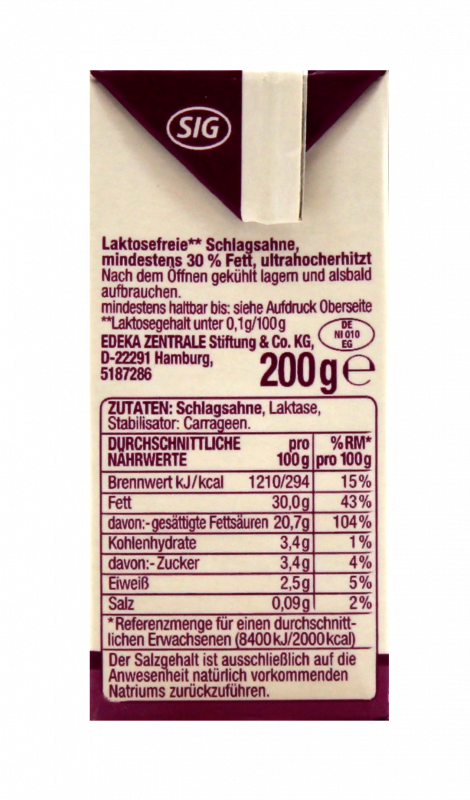 SIG
Laktosefreie** Schlagsahne,
mindestens 30 % Fett, ultrahocherhitzt
Nach dem Öffnen gekühlt lagern und alsbald
aufbrauchen.
mindestens haltbar bis: siehe Aufdruck Oberseite
**Laktosegehalt unter 0,1g/100g
EDEKA ZENTRALE Stiftung & Co. KG,
D-22291 Hamburg,
5187286
DE
NI 010
EG
200g e
ZUTATEN: Schlagsahne, Laktase,
Stabilisator: Carrageen.
DURCHSCHNITTLICHE pro %RM*
NÄHRWERTE 100g pro 100g
Brennwert kJ/kcal 1210/294 15%
Fett 30,0g 43%
davon:-gesättigte Fettsäuren 20,7g 104%
Kohlenhydrate 3,4g 1%
davon:-Zucker 3,4g 4%
Eiweiß 2,5g 5%
Salz 0,09g 2%
*Referenzmenge für einen durchschnitt-
lichen Erwachsenen (8400kJ/2000kcal)
Der Salzgehalt ist ausschließlich auf die
Anwesenheit natürlich vorkommenden
Natriums zurückzuführen.